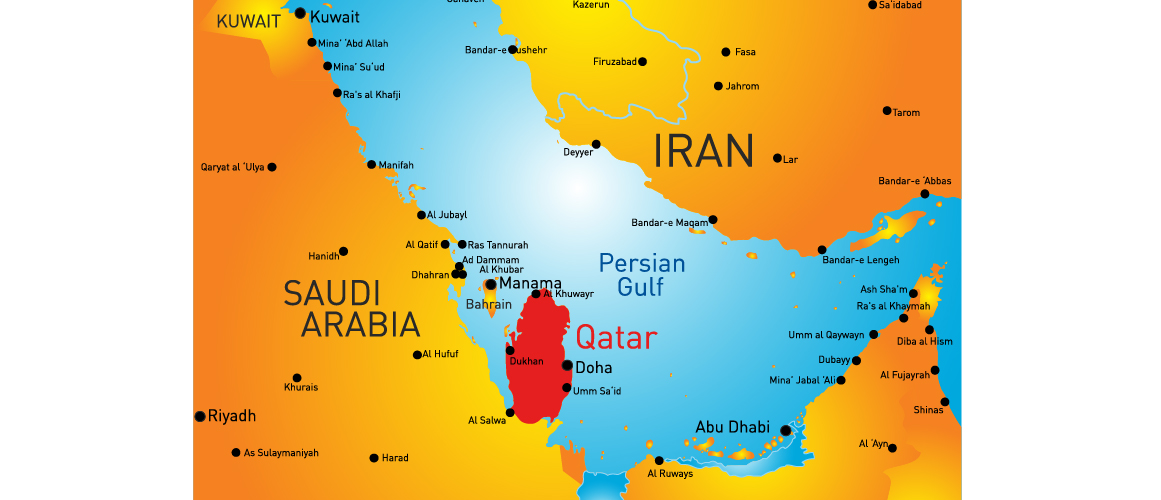 Kazerun
Sa'idabad
KUWAIT
Kuwait
Mina' 'Abd Allah
Bandar-e
ushehr
Fasa
Firuzabad
Mina' Su'ud
Jahrom
Ra's al Khafji
Tarom
IRAN
Deyyer
Lar
Qaryat al 'Ulya
Manifah
Bandar-e 'Abbas
Al Jubayl
Bandar-e Maqam
Al Qatif
Ras Tannurah
Hanidh
Ad Dammam
Bandar-e Lengeh
Persian
Gulf
Al Khubar
Dhahran
Manama
Al Khuwayr
Ash Sha'm
SAUDI
ARABIA
Bahrain
Ra's al Khaymah
Qatar
Umm al Qaywayn
Diba al Hism
Al Hufuf
Dukhan
Doha
Dubayy
Al Fujayrah
Khurais
Umm Sa'id
Mina' Jabal 'Ali
Shinas
Riyadh
Al Salwa
Abu Dhabi
As Sulaymaniyah
Harad
Al 'Ayn
Al Ruways